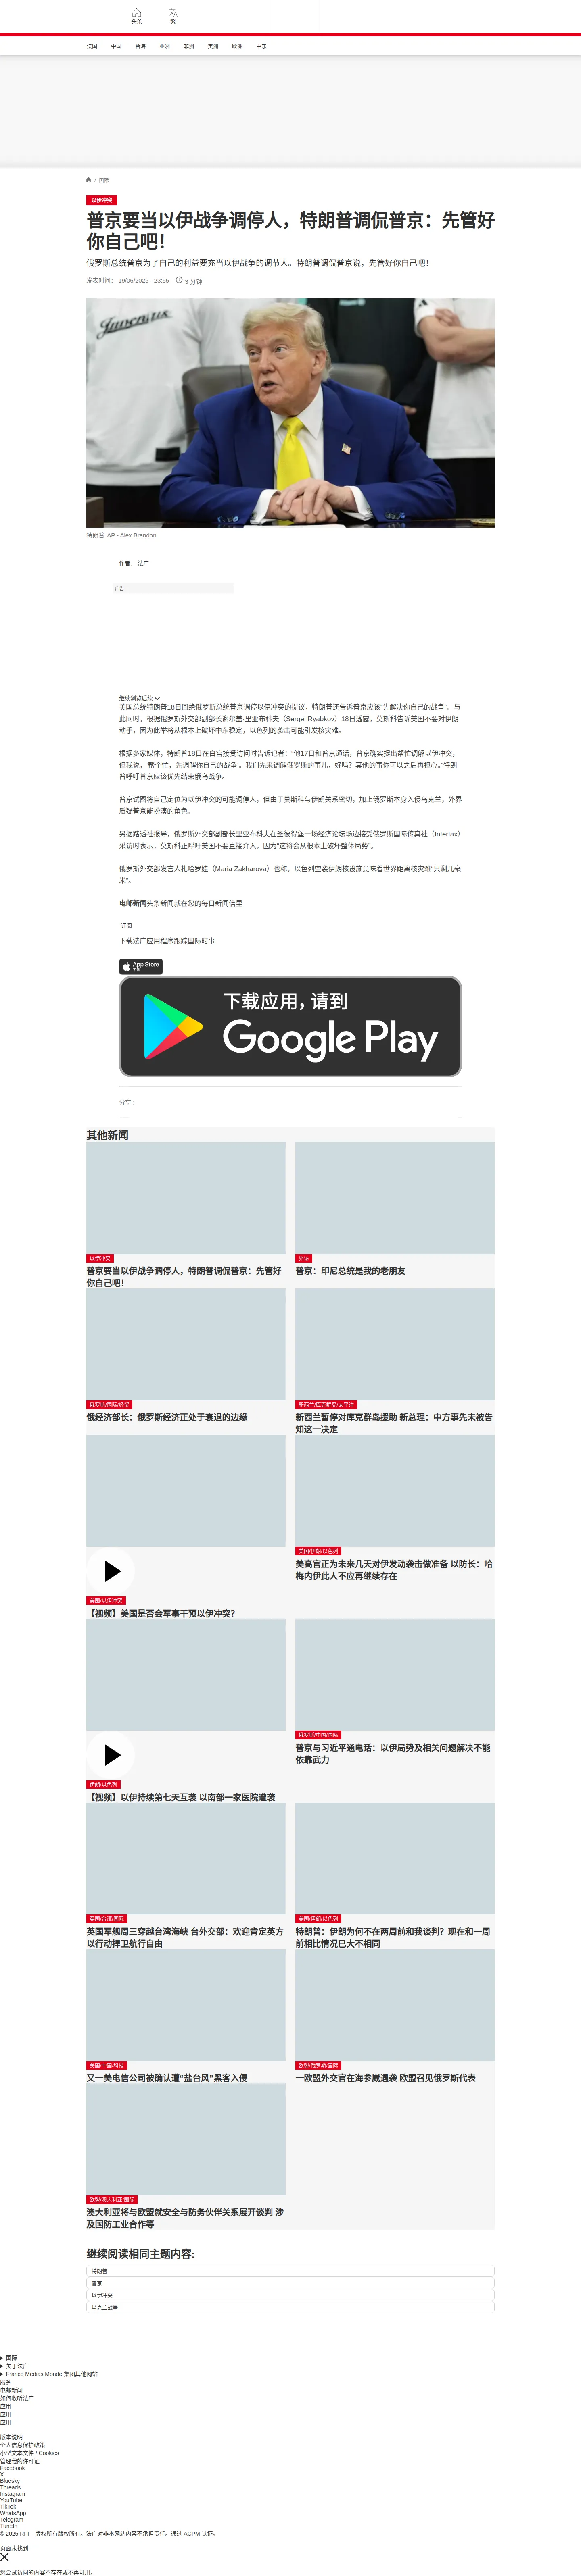 头条
繁
法国
中国
台海
亚洲
非洲
美洲
欧洲
中东
/ 国际
以伊冲突
普京要当以伊战争调停人，特朗普调侃普京：先管好
你自己吧！
俄罗斯总统普京为了自己的利益要充当以伊战争的调节人。特朗普调侃普京说，先管好你自己吧！
发表时间： 19/06/2025 - 23:55
3 分钟
特朗普 AP - Alex Brandon
作者： 法广
广告
继续浏览后续
美国总统特朗普18日回绝俄罗斯总统普京调停以伊冲突的提议，特朗普还告诉普京应该“先解决你自己的战争”。与
此同时，根据俄罗斯外交部副部长谢尔盖·里亚布科夫（Sergei Ryabkov）18日透露，莫斯科告诉美国不要对伊朗
动手，因为此举将从根本上破坏中东稳定，以色列的袭击可能引发核灾难。
根据多家媒体，特朗普18日在白宫接受访问时告诉记者：“他17日和普京通话，普京确实提出帮忙调解以伊冲突，
但我说，‘帮个忙，先调解你自己的战争’。我们先来调解俄罗斯的事儿，好吗？其他的事你可以之后再担心。”特朗
普呼吁普京应该优先结束俄乌战争。
普京试图将自己定位为以伊冲突的可能调停人，但由于莫斯科与伊朗关系密切，加上俄罗斯本身入侵乌克兰，外界
质疑普京能扮演的角色。
另据路透社报导，俄罗斯外交部副部长里亚布科夫在圣彼得堡一场经济论坛场边接受俄罗斯国际传真社（Interfax）
采访时表示，莫斯科正呼吁美国不要直接介入，因为“这将会从根本上破坏整体局势”。
俄罗斯外交部发言人扎哈罗娃（Maria Zakharova）也称，以色列空袭伊朗核设施意味着世界距离核灾难“只剩几毫
米”。
电邮新闻头条新闻就在您的每日新闻信里
订阅
下载法广应用程序跟踪国际时事
App Store
下载
下载应用，请到
Google Play
分享 :
其他新闻
以伊冲突
普京要当以伊战争调停人，特朗普调侃普京：先管好
你自己吧！
外访
普京：印尼总统是我的老朋友
俄罗斯/国际/经贸
俄经济部长：俄罗斯经济正处于衰退的边缘
新西兰/库克群岛/太平洋
新西兰暂停对库克群岛援助 新总理：中方事先未被告
知这一决定
美国/以伊冲突
【视频】美国是否会军事干预以伊冲突？
美国/伊朗/以色列
美高官正为未来几天对伊发动袭击做准备 以防长：哈
梅内伊此人不应再继续存在
伊朗/以色列
【视频】以伊持续第七天互袭 以南部一家医院遭袭
俄罗斯/中国/国际
普京与习近平通电话：以伊局势及相关问题解决不能
依靠武力
英国/台湾/国际
英国军舰周三穿越台湾海峡 台外交部：欢迎肯定英方
以行动捍卫航行自由
美国/伊朗/以色列
特朗普：伊朗为何不在两周前和我谈判？现在和一周
前相比情况已大不相同
美国/中国/科技
又一美电信公司被确认遭“盐台风”黑客入侵
欧盟/俄罗斯/国际
一欧盟外交官在海参崴遇袭 欧盟召见俄罗斯代表
欧盟/澳大利亚/国际
澳大利亚将与欧盟就安全与防务伙伴关系展开谈判 涉
及国防工业合作等
继续阅读相同主题内容:
特朗普
普京
以伊冲突
乌克兰战争
国际
关于法广
France Médias Monde 集团其他网站
服务
电邮新闻
如何收听法广
应用
应用
应用
版本说明
个人信息保护政策
小型文本文件 / Cookies
管理我的许可证
Facebook
X
Bluesky
Threads
Instagram
YouTube
TikTok
WhatsApp
Telegram
TuneIn
© 2025 RFI – 版权所有版权所有。法广对非本网站内容不承担责任。通过 ACPM 认证。
页面未找到
您尝试访问的内容不存在或不再可用。